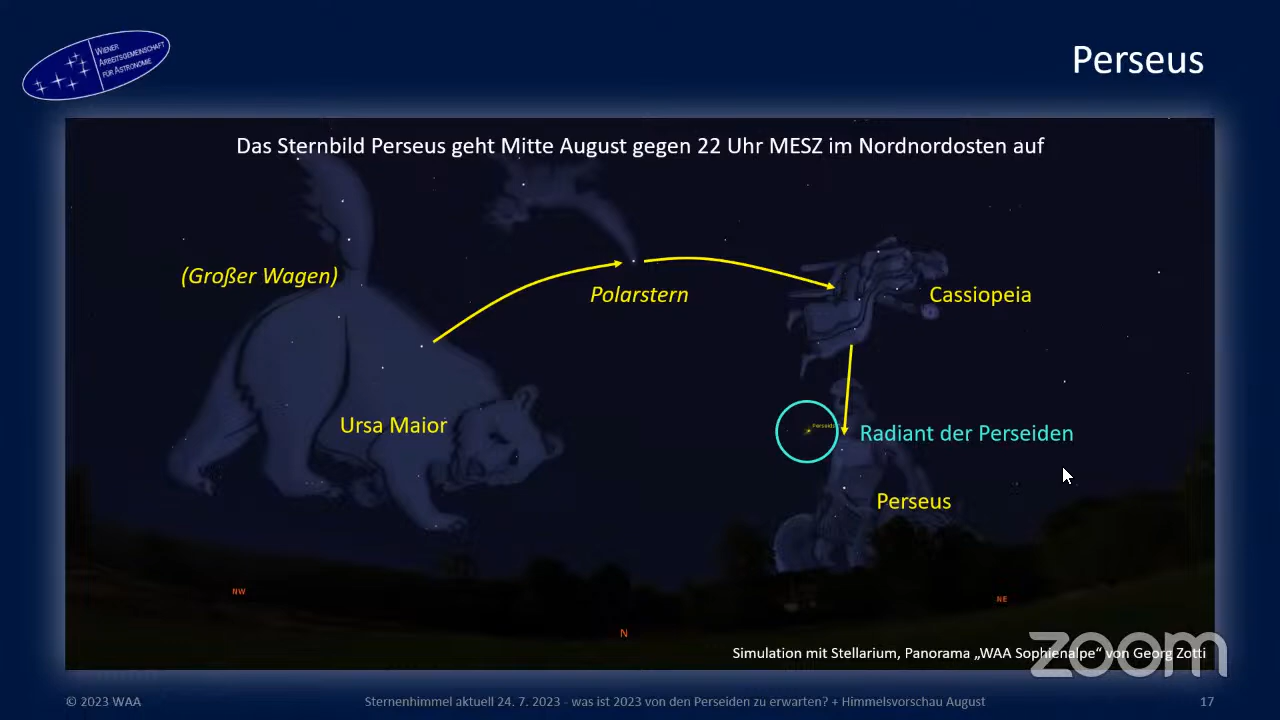 WIENER
ARBEITSGEMEINSCHAFT
FÜR ASTRONOMIE
Perseus
Das Sternbild Perseus geht Mitte August gegen 22 Uhr MESZ im Nordnordosten auf
(Großer Wagen)
Polarstern
Cassiopeia
Ursa Maior
Radiant der Perseiden
Perseus
NW
N
NE
Simulation mit Stellarium, Panorama „WAA Sophienalpe“ von Georg Zotti
zoom
© 2023 WAA
Sternenhimmel aktuell 24. 7. 2023 - was ist 2023 von den Perseiden zu erwarten? + Himmelsvorschau August
17